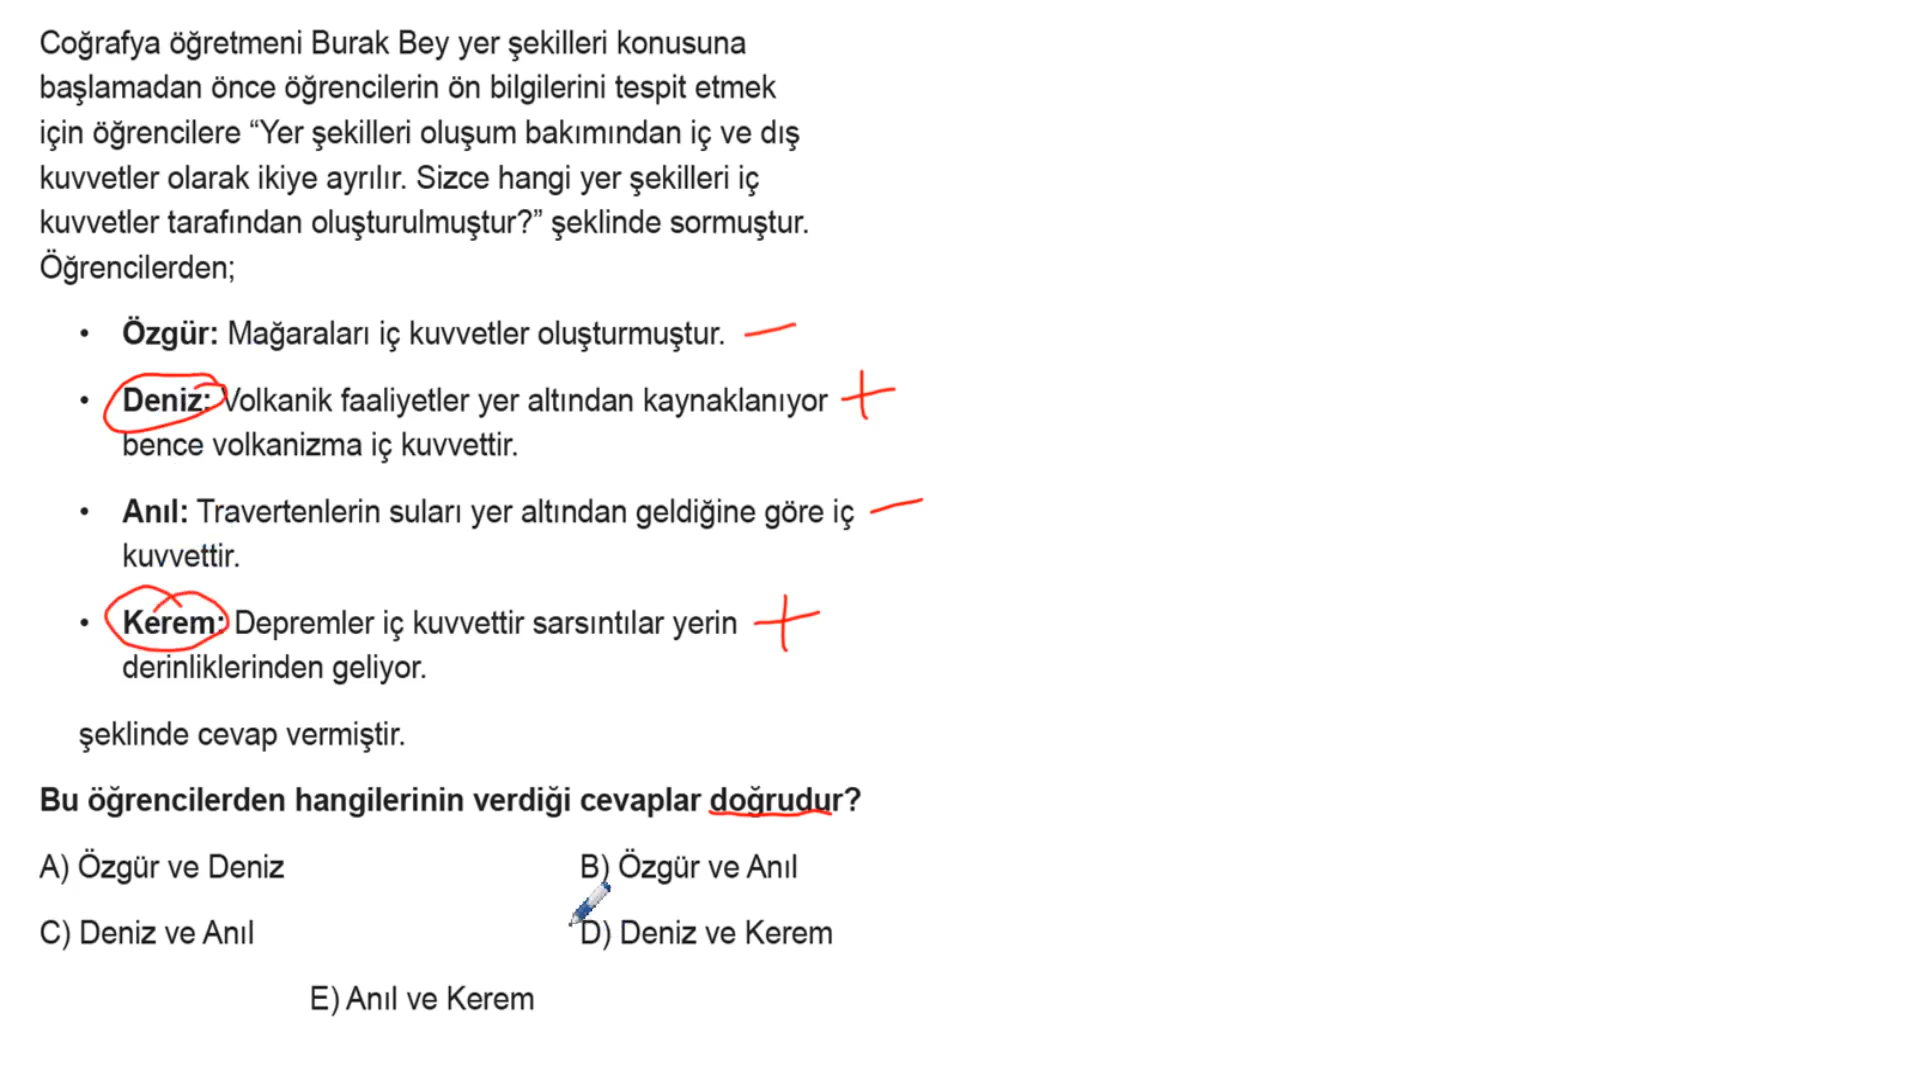 Coğrafya öğretmeni Burak Bey yer şekilleri konusuna
başlamadan önce öğrencilerin ön bilgilerini tespit etmek
için öğrencilere “Yer şekilleri oluşum bakımından iç ve dış
kuvvetler olarak ikiye ayrılır. Sizce hangi yer şekilleri iç
kuvvetler tarafından oluşturulmuştur?” şeklinde sormuştur.
Öğrencilerden;
• Özgür: Mağaraları iç kuvvetler oluşturmuştur. —
• Deniz: Volkanik faaliyetler yer altından kaynaklanıyor +
bence volkanizma iç kuvvettir.
• Anıl: Travertenlerin suları yer altından geldiğine göre iç —
kuvvettir.
• Kerem: Depremler iç kuvvettir sarsıntılar yerin +
derinliklerinden geliyor.
şeklinde cevap vermiştir.
Bu öğrencilerden hangilerinin verdiği cevaplar doğrudur?
A) Özgür ve Deniz B) Özgür ve Anıl
C) Deniz ve Anıl D) Deniz ve Kerem
E) Anıl ve Kerem